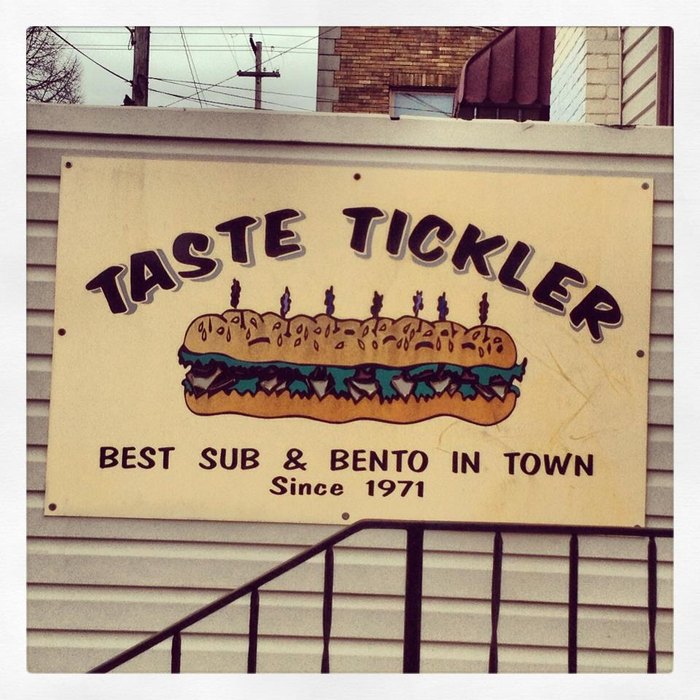 TASTE TICKLER
BEST SUB & BENTO IN TOWN
Since 1971